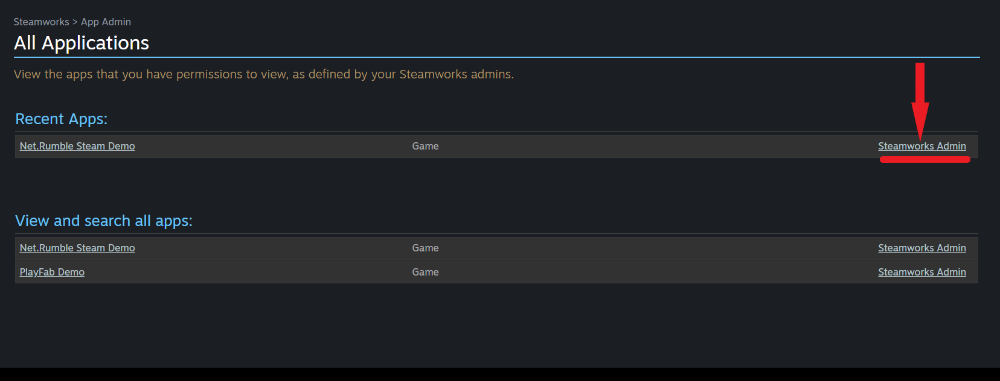 Steamworks > App Admin
All Applications
View the apps that you have permissions to view, as defined by your Steamworks admins.
Recent Apps:
Net.Rumble Steam Demo Game Steamworks Admin
View and search all apps:
Net.Rumble Steam Demo Game Steamworks Admin
PlayFab Demo Game Steamworks Admin